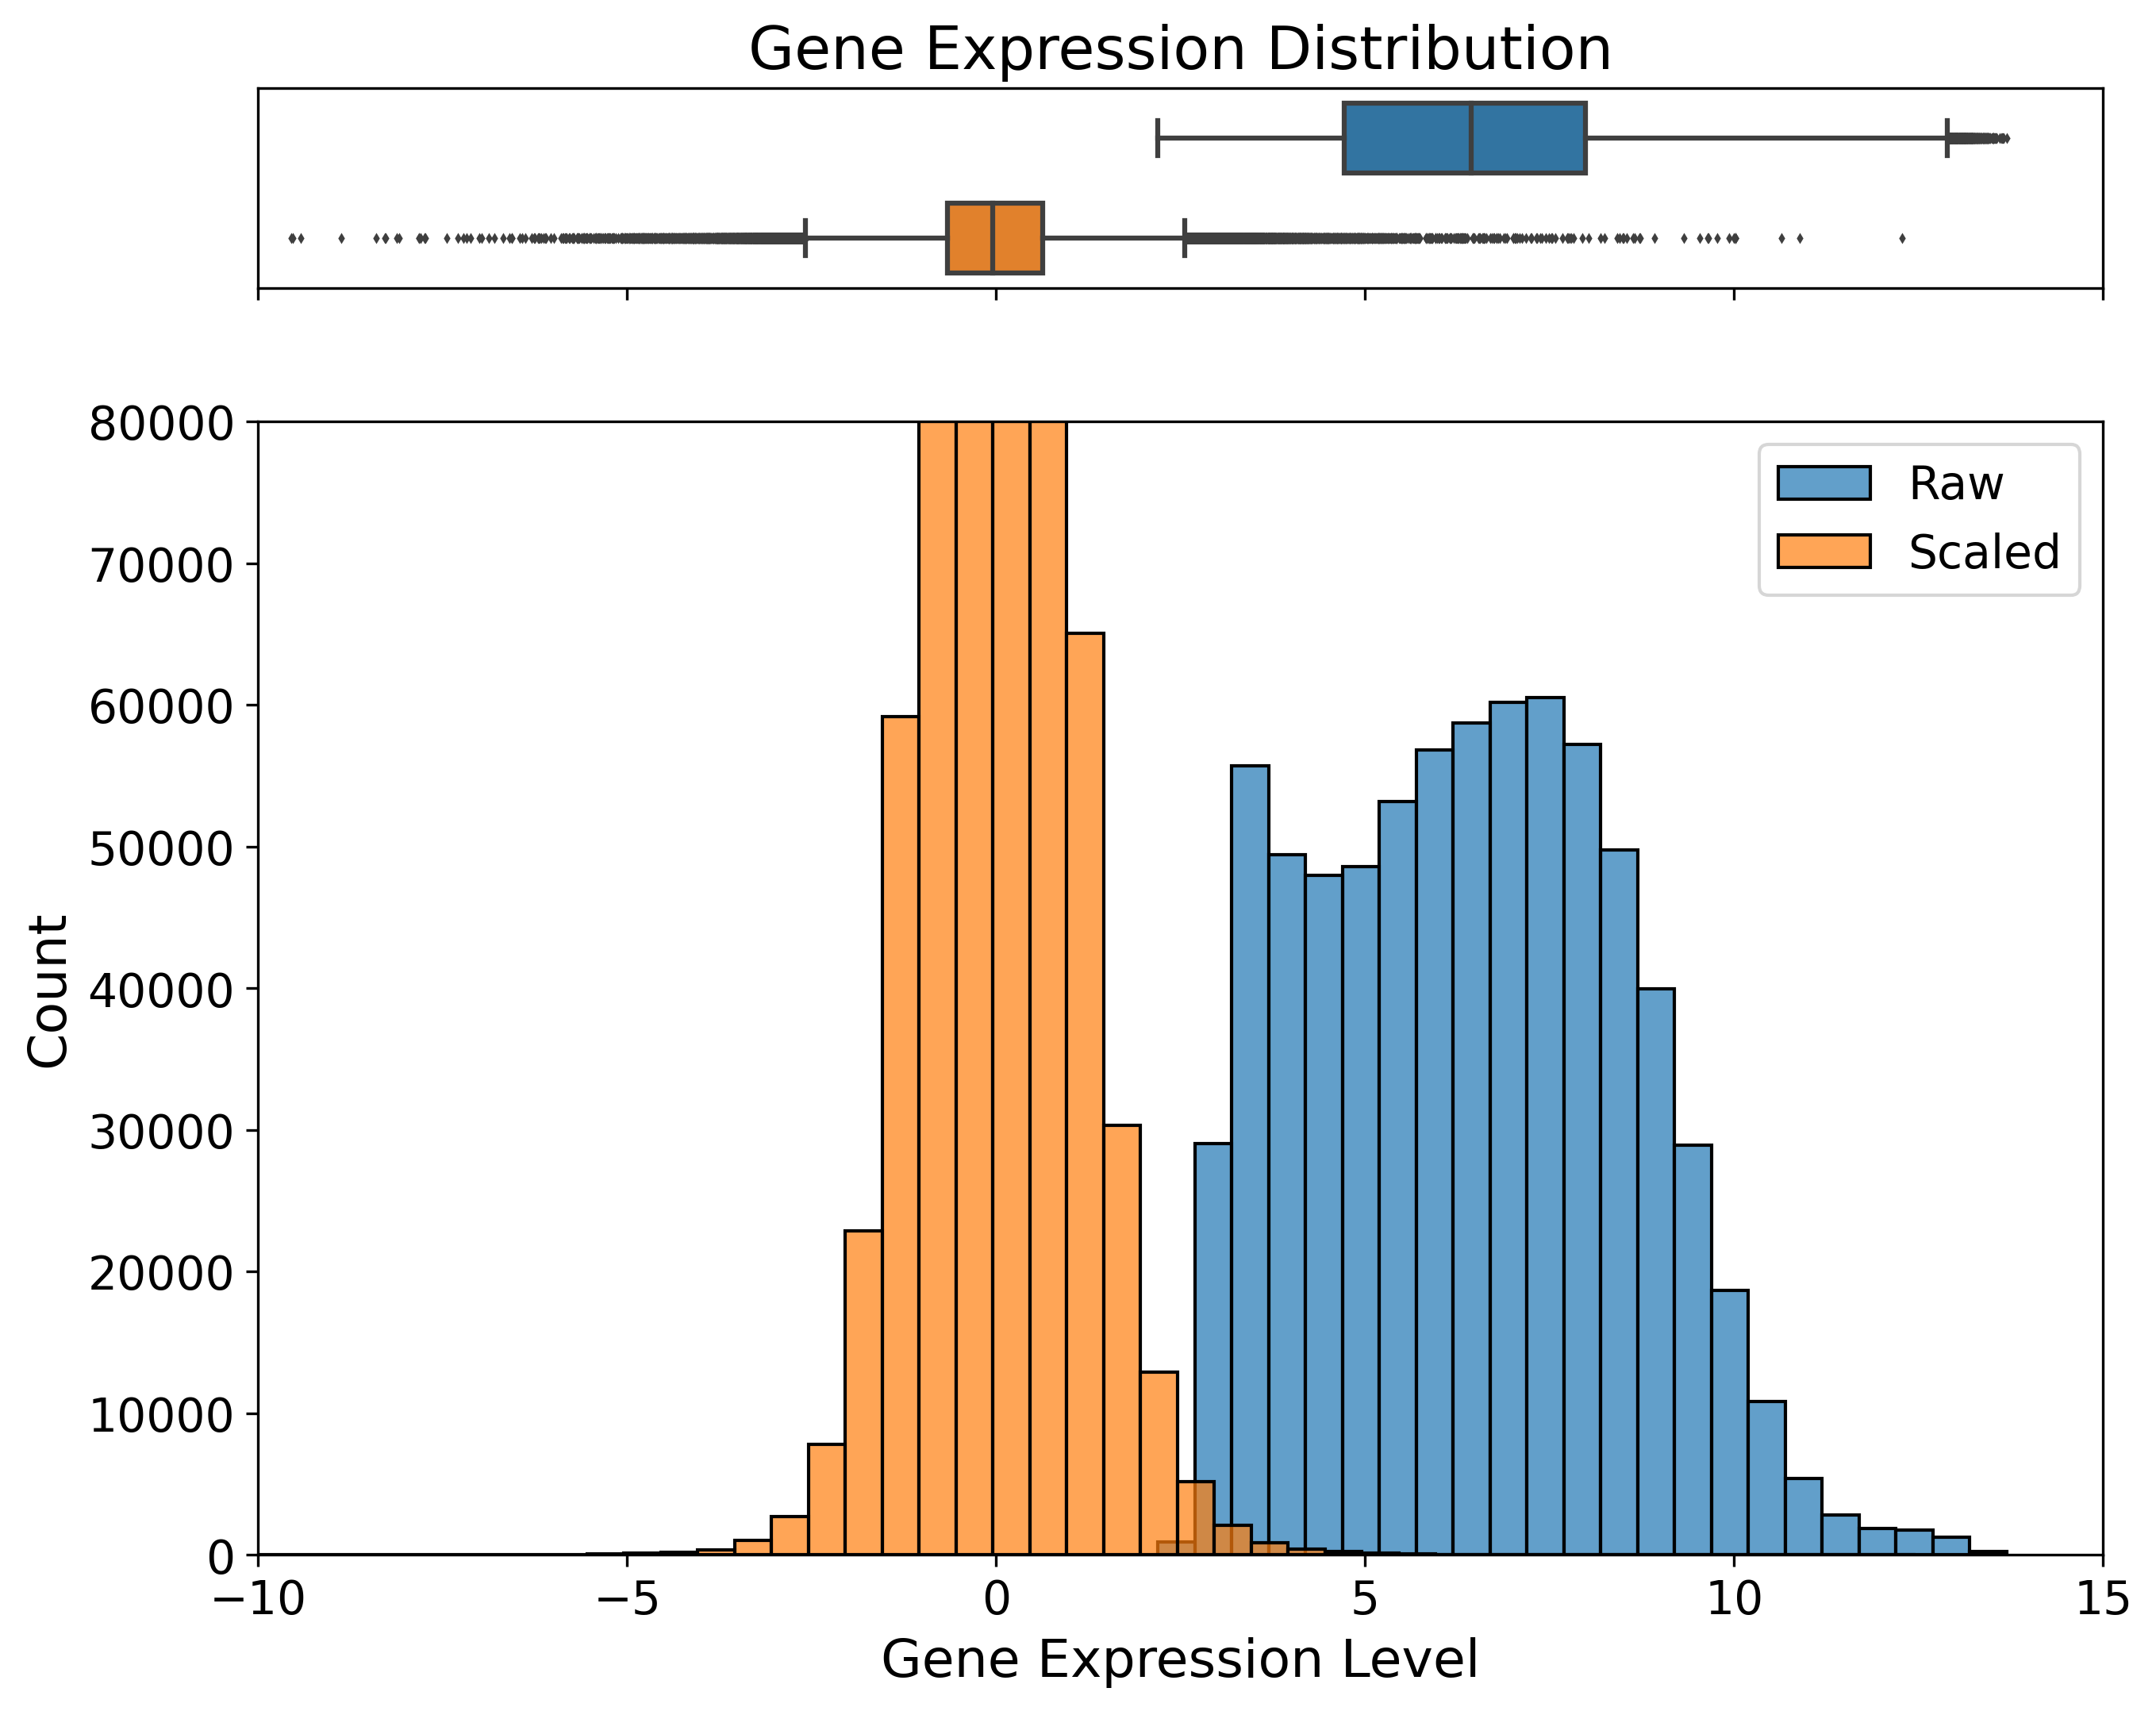 Gene Expression Distribution
80000
70000
60000
50000
40000
30000
20000
10000
0
Count
Raw
Scaled
−10 −5 0 5 10 15
Gene Expression Level